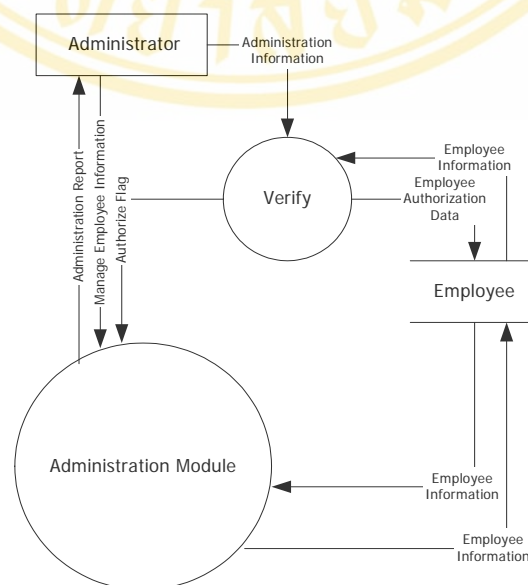 Administrator
Administration
Information
Verify
Employee
Information
Employee
Authorization
Data
Employee
Administration Report
Manage Employee Information
Authorize Flag
Administration Module
Employee
Information
Employee
Information